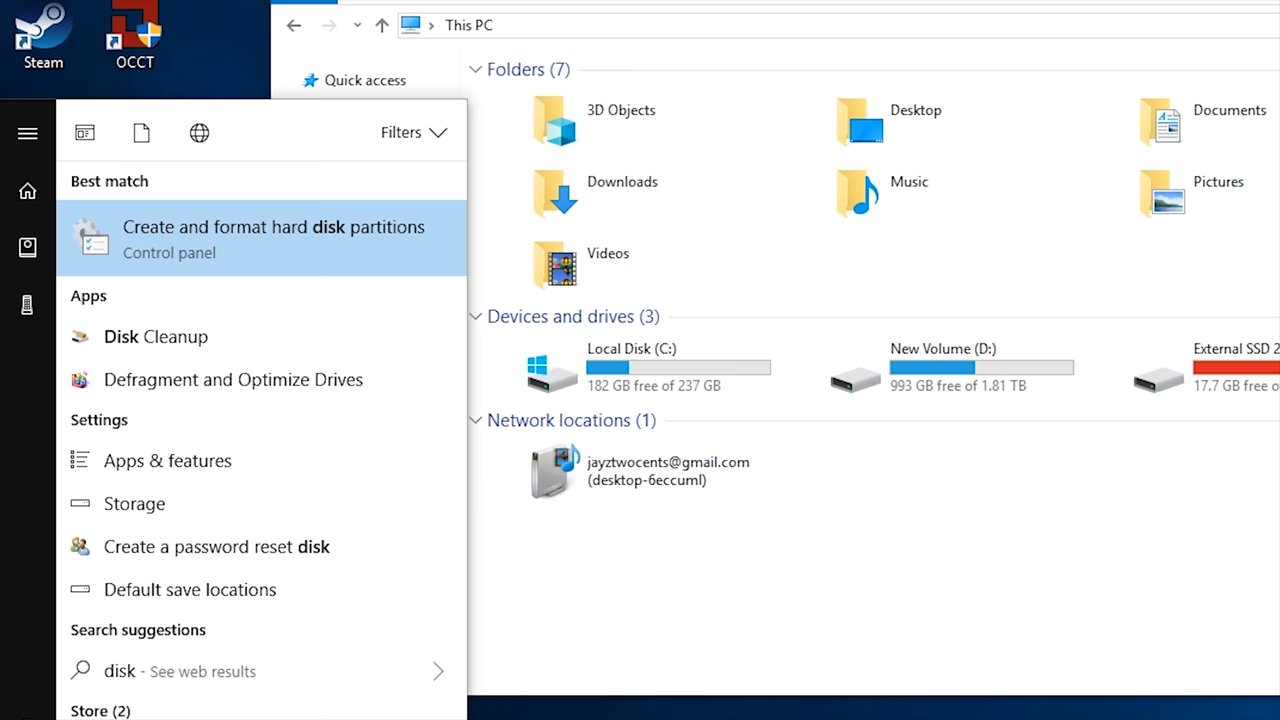 Steam
OCCT
This PC
Quick access
Folders (7)
3D Objects
Desktop
Documents
Downloads
Music
Pictures
Videos
Devices and drives (3)
Local Disk (C:)
182 GB free of 237 GB
New Volume (D:)
993 GB free of 1.81 TB
External SSD 2
17.7 GB free o
Network locations (1)
jayztwocents@gmail.com
(desktop-6eccuml)
Filters
Best match
Create and format hard disk partitions
Control panel
Apps
Disk Cleanup
Defragment and Optimize Drives
Settings
Apps & features
Storage
Create a password reset disk
Default save locations
Search suggestions
disk - See web results
Store (2)